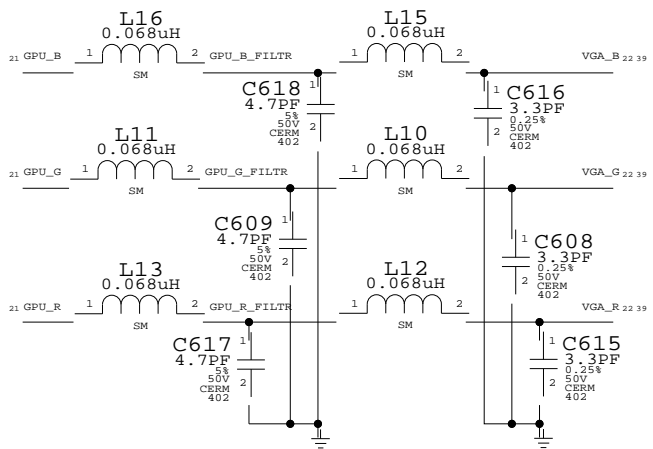 L16
0.068uH
21 GPU_B 1 2 GPU_B_FILTR
SM
L15
0.068uH
1 2 VGA_B 22 39
SM
C618
4.7PF
5%
50V
CERM
402
1
2
C616
3.3PF
0.25%
50V
CERM
402
1
2
L11
0.068uH
21 GPU_G 1 2 GPU_G_FILTR
SM
L10
0.068uH
1 2 VGA_G 22 39
SM
C609
4.7PF
5%
50V
CERM
402
1
2
C608
3.3PF
0.25%
50V
CERM
402
1
2
L13
0.068uH
21 GPU_R 1 2 GPU_R_FILTR
SM
L12
0.068uH
1 2 VGA_R 22 39
SM
C617
4.7PF
5%
50V
CERM
402
1
2
C615
3.3PF
0.25%
50V
CERM
402
1
2